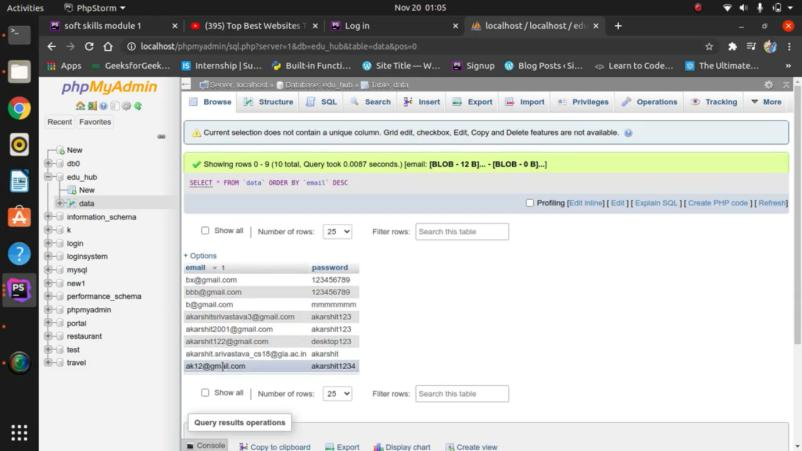 Activities
PhpStorm
Nov 20 01:05
soft skills module 1
(395) Top Best Websites T
Log in
localhost / localhost / edu
localhost/phpmyadmin/sql.php?server=1&db=edu_hub&table=data&pos=0
Apps
GeeksforGeek...
Internship | Su...
Built-in Functi...
Site Title — W...
Signup
Blog Posts ‹ S...
Learn to Code...
The Ultimate...
phpMyAdmin
Recent
Favorites
New
db0
edu_hub
New
data
information_schema
k
login
loginsystem
mysql
new1
performance_schema
phpmyadmin
portal
restaurant
test
travel
Server: localhost » Database: edu_hub » Table: data
Browse
Structure
SQL
Search
Insert
Export
Import
Privileges
Operations
Tracking
More
Current selection does not contain a unique column. Grid edit, checkbox, Edit, Copy and Delete features are not available.
Showing rows 0 - 9 (10 total, Query took 0.0087 seconds.) [email: [BLOB - 12 B]... - [BLOB - 0 B]...]
SELECT * FROM `data` ORDER BY `email` DESC
Profiling [Edit inline] [ Edit ] [ Explain SQL ] [ Create PHP code ] [ Refresh]
Show all
Number of rows: 25
Filter rows: Search this table
+ Options
email 1 password
bx@gmail.com 123456789
bbb@gmail.com 123456789
b@gmail.com mmmmmmm
akarshitsrivastava3@gmail.com akarshit123
akarshit2001@gmail.com akarshit123
akarshit122@gmail.com desktop123
akarshit.srivastava_cs18@gla.ac.in akarshit
ak12@gmail.com akarshit1234
Show all
Number of rows: 25
Filter rows: Search this table
Query results operations
Console
Copy to clipboard
Export
Display chart
Create view